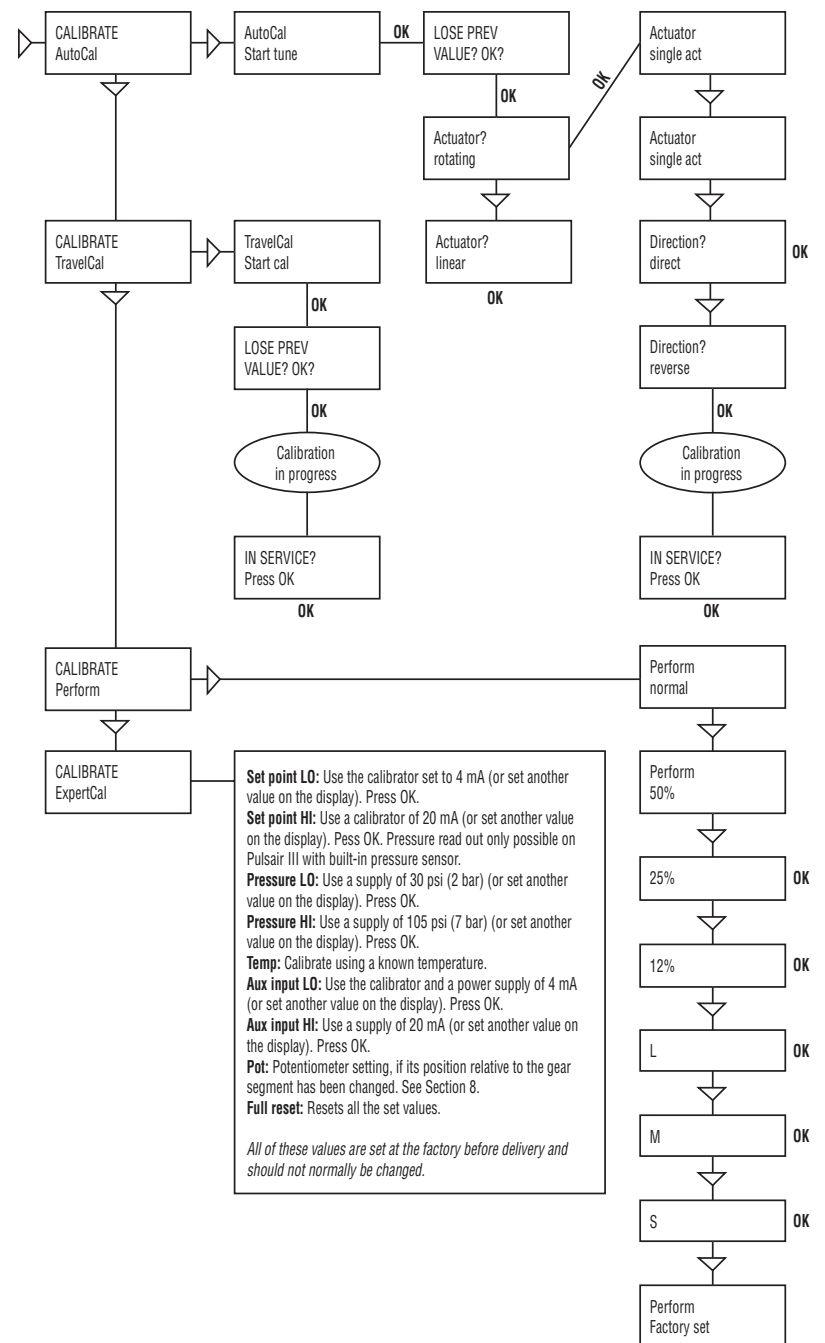 CALIBRATE
AutoCal
AutoCal
Start tune
OK
LOSE PREV
VALUE? OK?
OK
Actuator?
rotating
Actuator?
linear
OK
OK
Actuator
single act
Actuator
single act
Direction?
direct
OK
Direction?
reverse
OK
Calibration
in progress
IN SERVICE?
Press OK
OK
CALIBRATE
TravelCal
TravelCal
Start cal
OK
LOSE PREV
VALUE? OK?
OK
Calibration
in progress
IN SERVICE?
Press OK
OK
CALIBRATE
Perform
Perform
normal
Perform
50%
25%
OK
12%
OK
L
OK
M
OK
S
OK
Perform
Factory set
CALIBRATE
ExpertCal
Set point LO: Use the calibrator set to 4 mA (or set another
value on the display). Press OK.
Set point HI: Use a calibrator of 20 mA (or set another value
on the display). Pess OK. Pressure read out only possible on
Pulsair III with built-in pressure sensor.
Pressure LO: Use a supply of 30 psi (2 bar) (or set another
value on the display). Press OK.
Pressure HI: Use a supply of 105 psi (7 bar) (or set another
value on the display). Press OK.
Temp: Calibrate using a known temperature.
Aux input LO: Use the calibrator and a power supply of 4 mA
(or set another value on the display). Press OK.
Aux input HI: Use a supply of 20 mA (or set another value on
the display). Press OK.
Pot: Potentiometer setting, if its position relative to the gear
segment has been changed. See Section 8.
Full reset: Resets all the set values.
All of these values are set at the factory before delivery and
should not normally be changed.